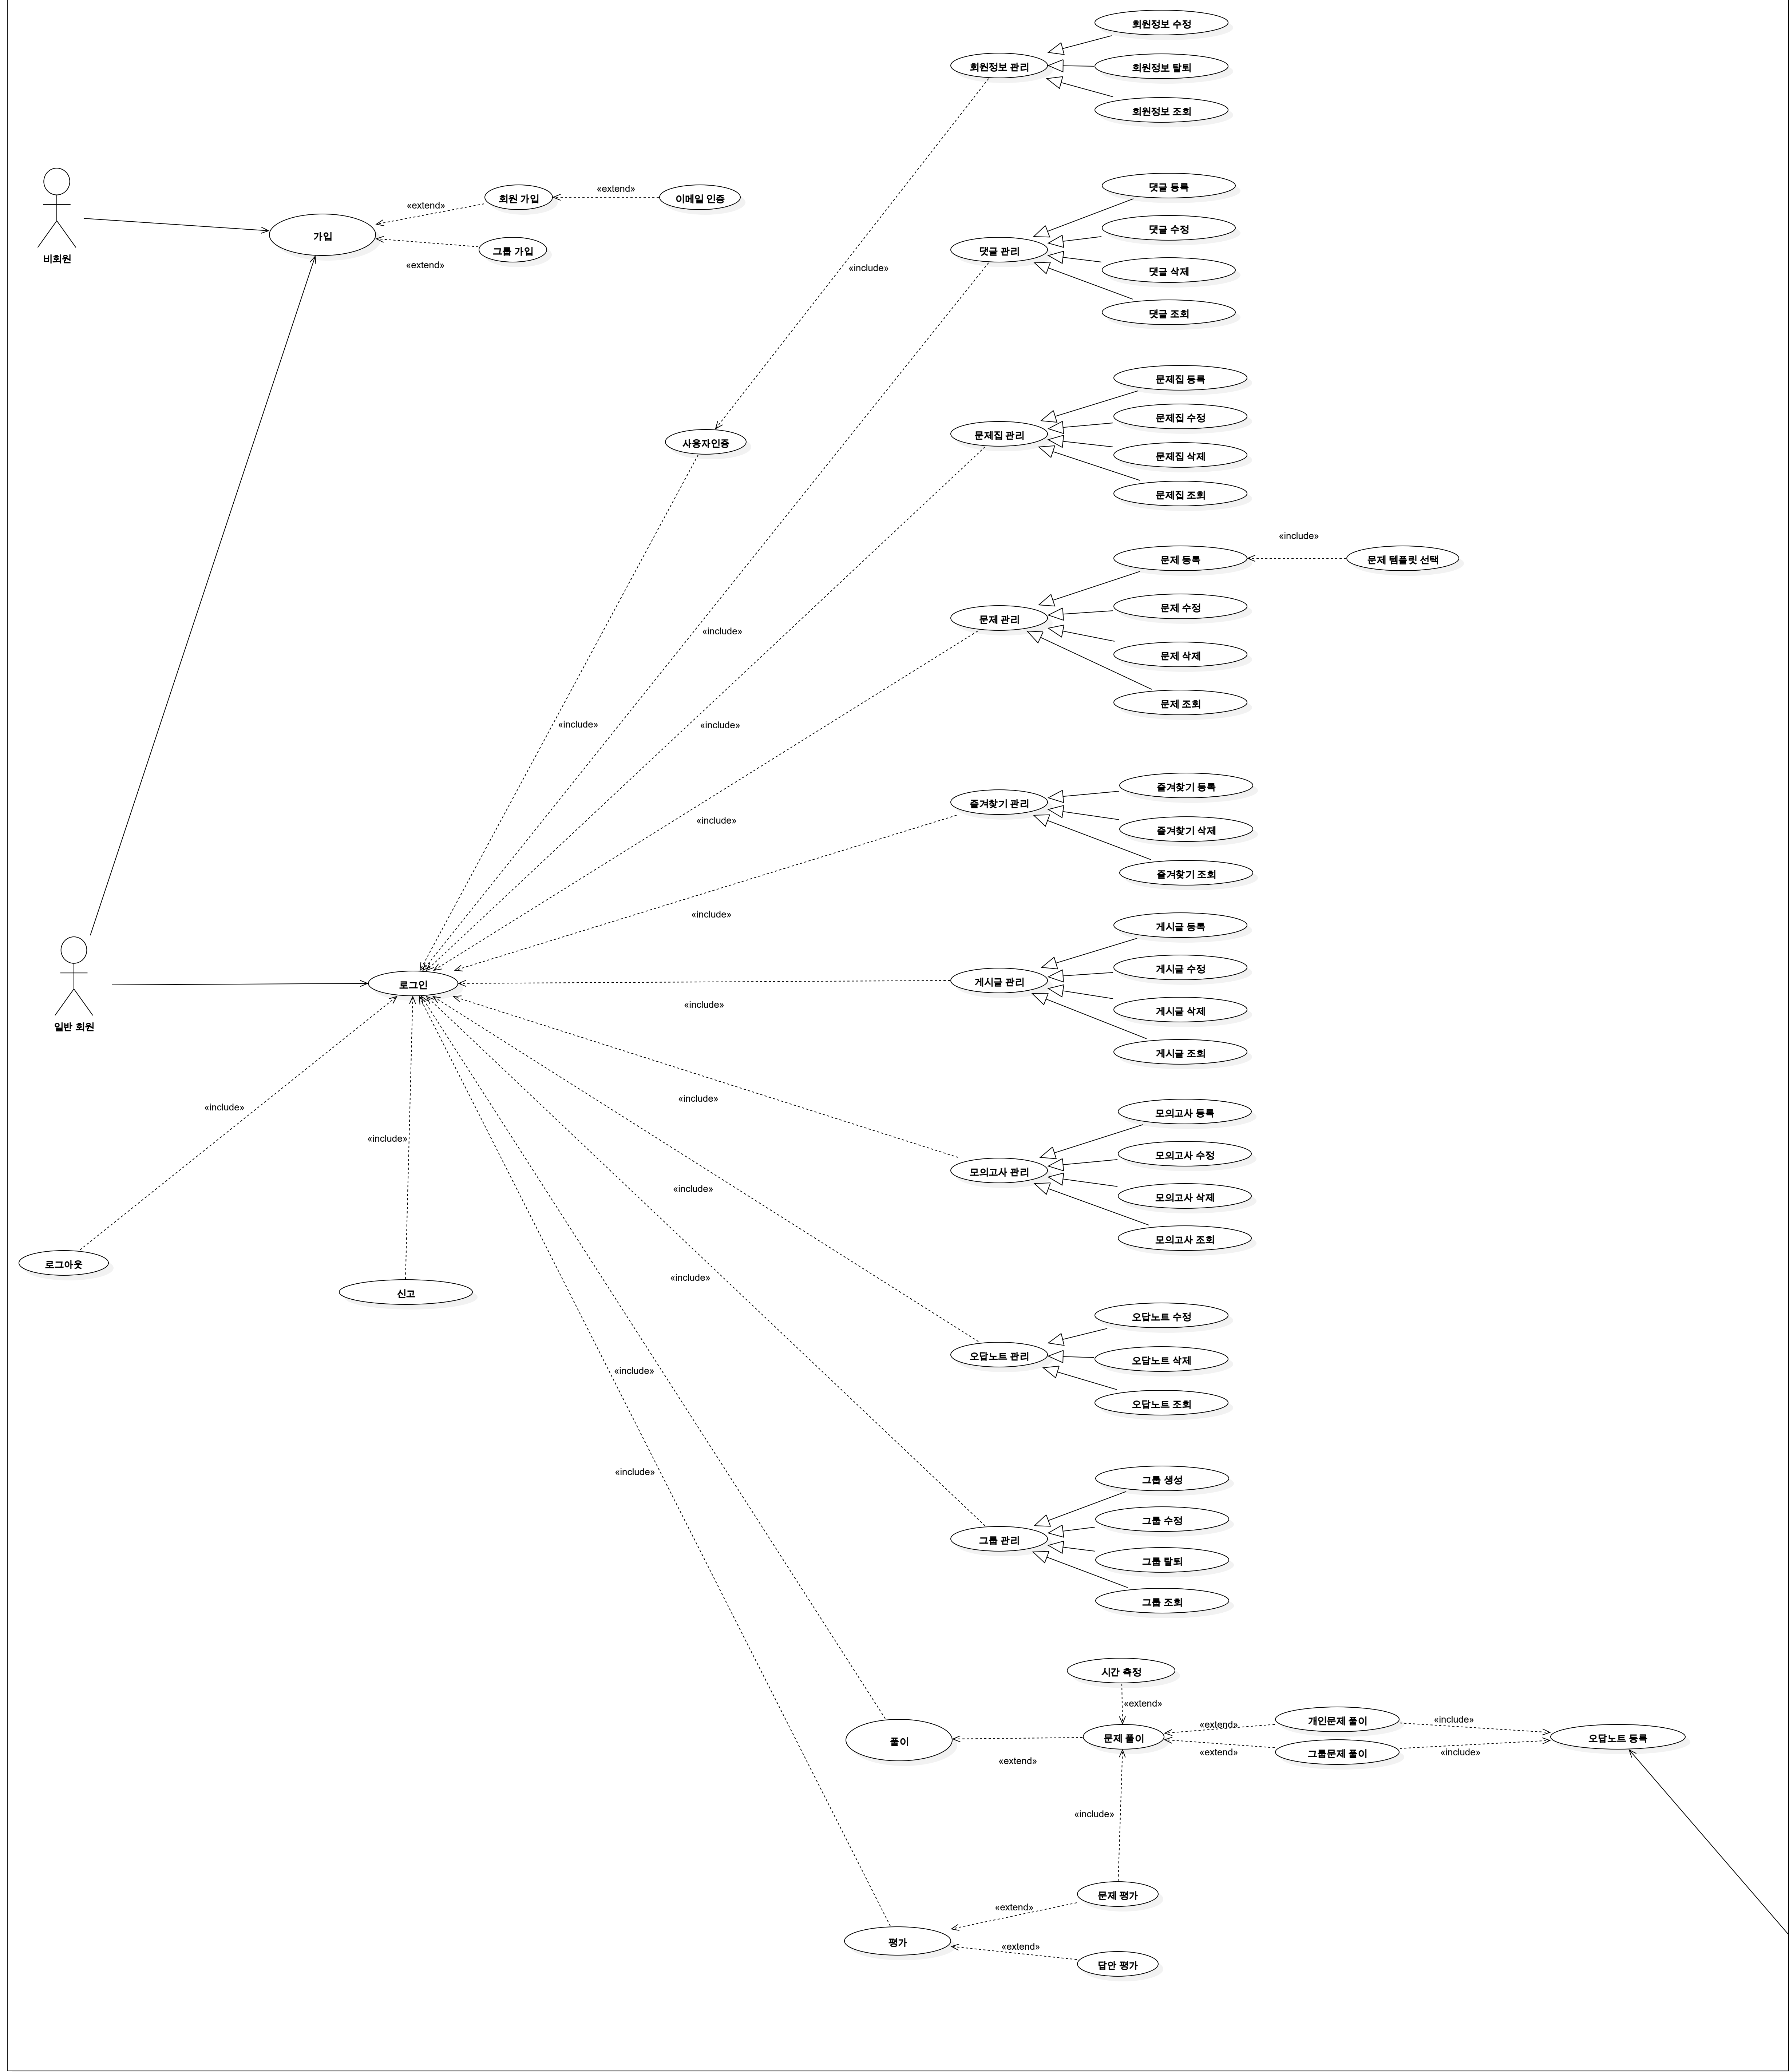 회원정보 수정
회원정보 관리
회원정보 탈퇴
회원정보 조회
비회원
가입
«extend»
회원 가입
«extend»
이메일 인증
그룹 가입
«extend»
댓글 등록
댓글 수정
댓글 관리
댓글 삭제
댓글 조회
«include»
사용자인증
문제집 등록
문제집 수정
문제집 관리
문제집 삭제
문제집 조회
«include»
문제 등록
문제 템플릿 선택
문제 수정
문제 관리
문제 삭제
문제 조회
«include»
«include»
«include»
«include»
즐겨찾기 등록
즐겨찾기 관리
즐겨찾기 삭제
즐겨찾기 조회
«include»
게시글 등록
게시글 수정
게시글 관리
게시글 삭제
게시글 조회
일반 회원
로그인
«include»
«include»
«include»
«include»
모의고사 등록
모의고사 수정
모의고사 관리
모의고사 삭제
모의고사 조회
«include»
로그아웃
신고
«include»
오답노트 수정
오답노트 관리
오답노트 삭제
오답노트 조회
«include»
«include»
그룹 생성
그룹 수정
그룹 관리
그룹 탈퇴
그룹 조회
시간 측정
«extend»
풀이
«extend»
문제 풀이
«extend»
개인문제 풀이
«include»
«extend»
그룹문제 풀이
«include»
오답노트 등록
«include»
문제 평가
«extend»
평가
«extend»
답안 평가